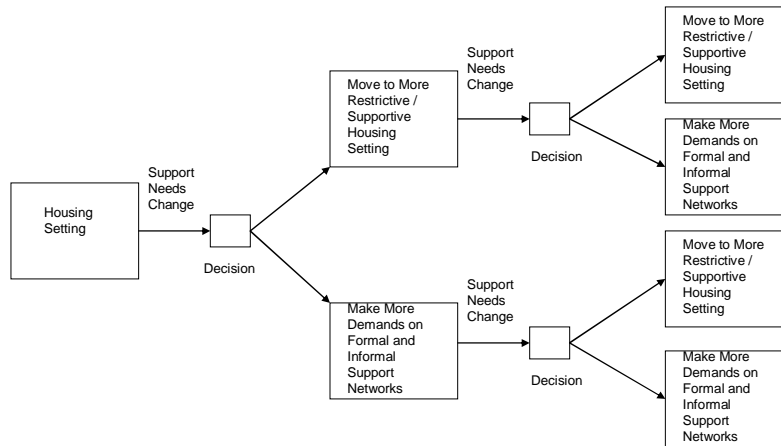 Housing
Setting
Support
Needs
Change
Decision
Move to More
Restrictive /
Supportive
Housing
Setting
Make More
Demands on
Formal and
Informal
Support
Networks
Support
Needs
Change
Decision
Move to More
Restrictive /
Supportive
Housing
Setting
Make More
Demands on
Formal and
Informal
Support
Networks
Support
Needs
Change
Decision
Move to More
Restrictive /
Supportive
Housing
Setting
Make More
Demands on
Formal and
Informal
Support
Networks